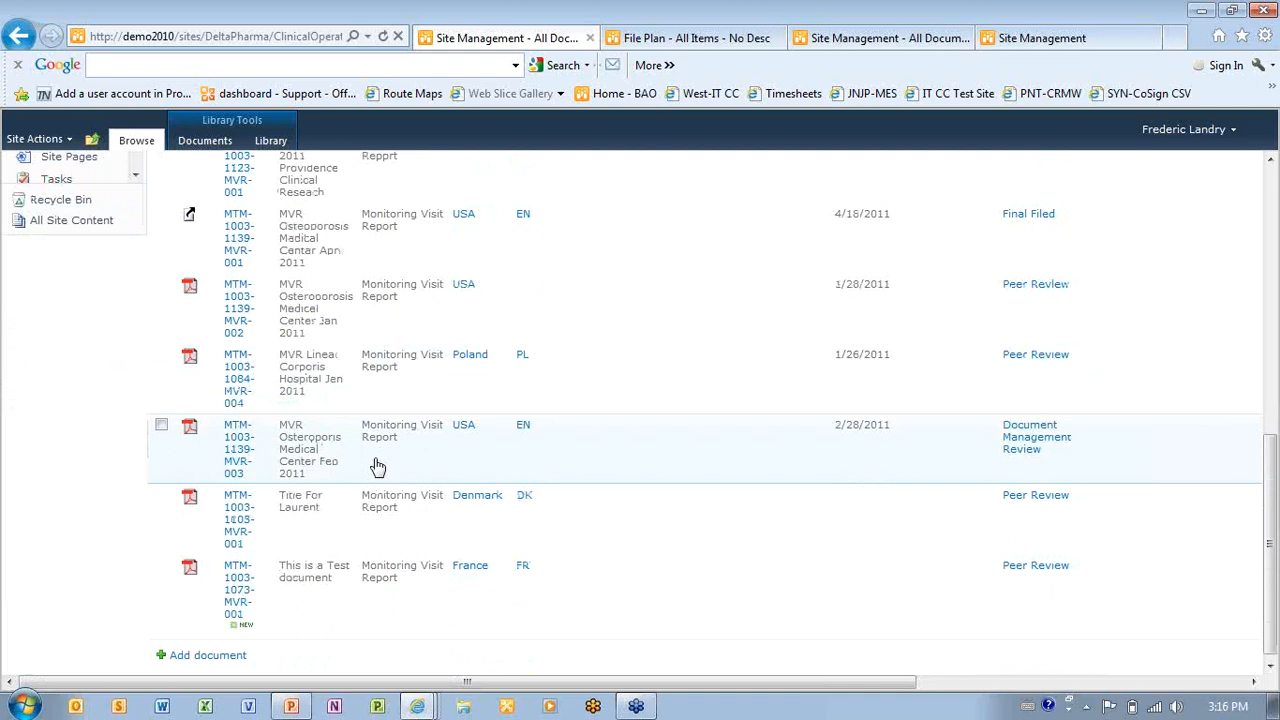 http://demo2010/sites/DeltaPharma/ClinicalOperat
Site Management - All Doc...
File Plan - All Items - No Desc
Site Management - All Docum...
Site Management
Google
Search
More »
Sign In
Add a user account in Pro...
dashboard - Support - Off...
Route Maps
Web Slice Gallery
Home - BAO
West-IT CC
Timesheets
JNJP-MES
IT CC Test Site
PNT-CRMW
SYN-CoSign CSV
Library Tools
Site Actions
Browse
Documents
Library
Frederic Landry
Site Pages
Tasks
Recycle Bin
All Site Content
1003-
1123-
MVR-
001
2011
Providence
Clinical
Reseach
Report
MTM-
1003-
1139-
MVR-
001
MVR
Osteoporosis
Medical
Center Apr
2011
Monitoring Visit
Report
USA
EN
4/18/2011
Final Filed
MTM-
1003-
1139-
MVR-
002
MVR
Osteroporosis
Medical
Center Jan
2011
Monitoring Visit
Report
USA
1/28/2011
Peer Review
MTM-
1003-
1084-
MVR-
004
MVR Linea
Corporis
Hospital Jan
2011
Monitoring Visit
Report
Poland
PL
1/26/2011
Peer Review
MTM-
1003-
1139-
MVR-
003
MVR
Osteroporis
Medical
Center Feb
2011
Monitoring Visit
Report
USA
EN
2/28/2011
Document
Management
Review
MTM-
1003-
1103-
MVR-
001
Title For
Laurent
Monitoring Visit
Report
Denmark
DK
Peer Review
MTM-
1003-
1073-
MVR-
001
NEW
This is a Test
document
Monitoring Visit
Report
France
FR
Peer Review
Add document
3:16 PM